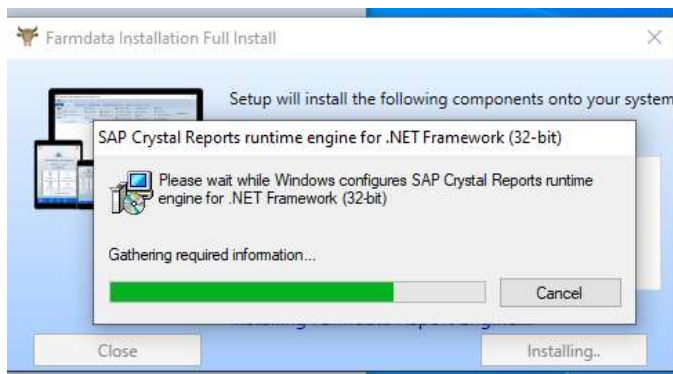 Farmdata Installation Full Install
Setup will install the following components onto your system
SAP Crystal Reports runtime engine for .NET Framework (32-bit)
Please wait while Windows configures SAP Crystal Reports runtime
engine for .NET Framework (32-bit)
Gathering required information...
Cancel
Close
Installing..